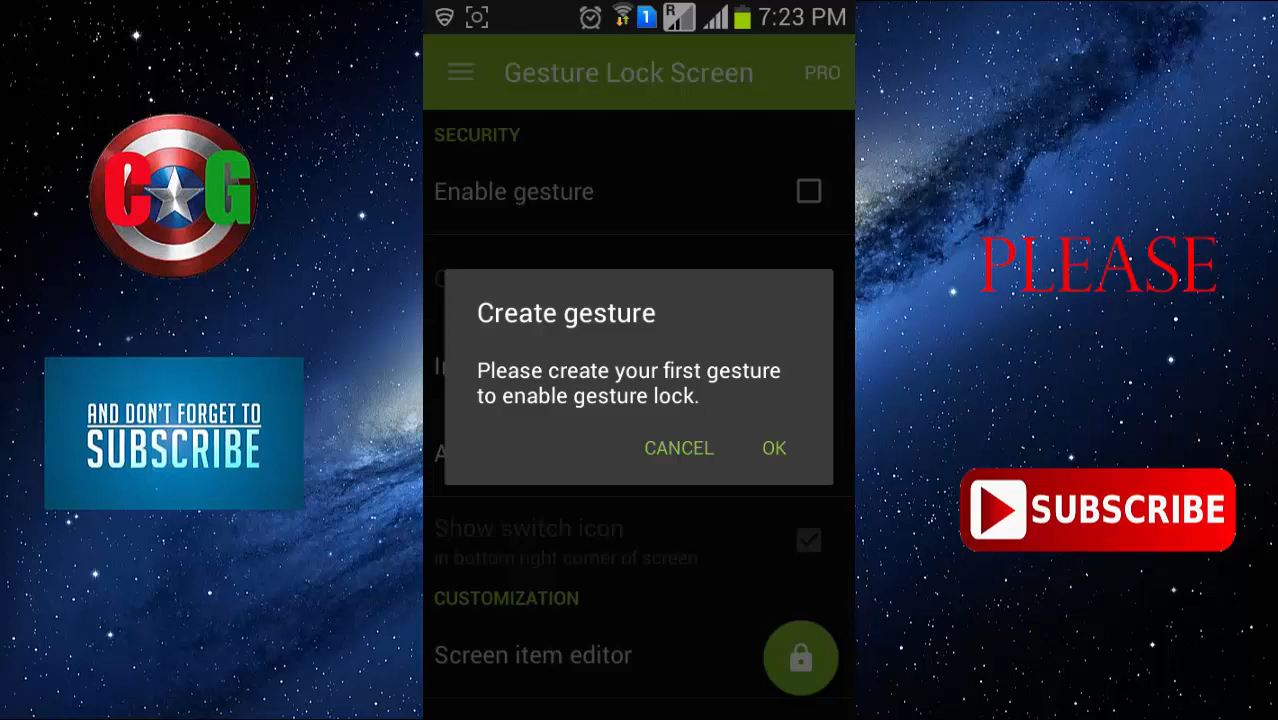 1 R 7:23 PM
Gesture Lock Screen PRO
SECURITY
Enable gesture
Create gesture
Please create your first gesture
to enable gesture lock.
CANCEL OK
Show switch icon
in bottom right corner of screen
CUSTOMIZATION
Screen item editor
C G
AND DON'T FORGET TO
SUBSCRIBE
PLEASE
SUBSCRIBE